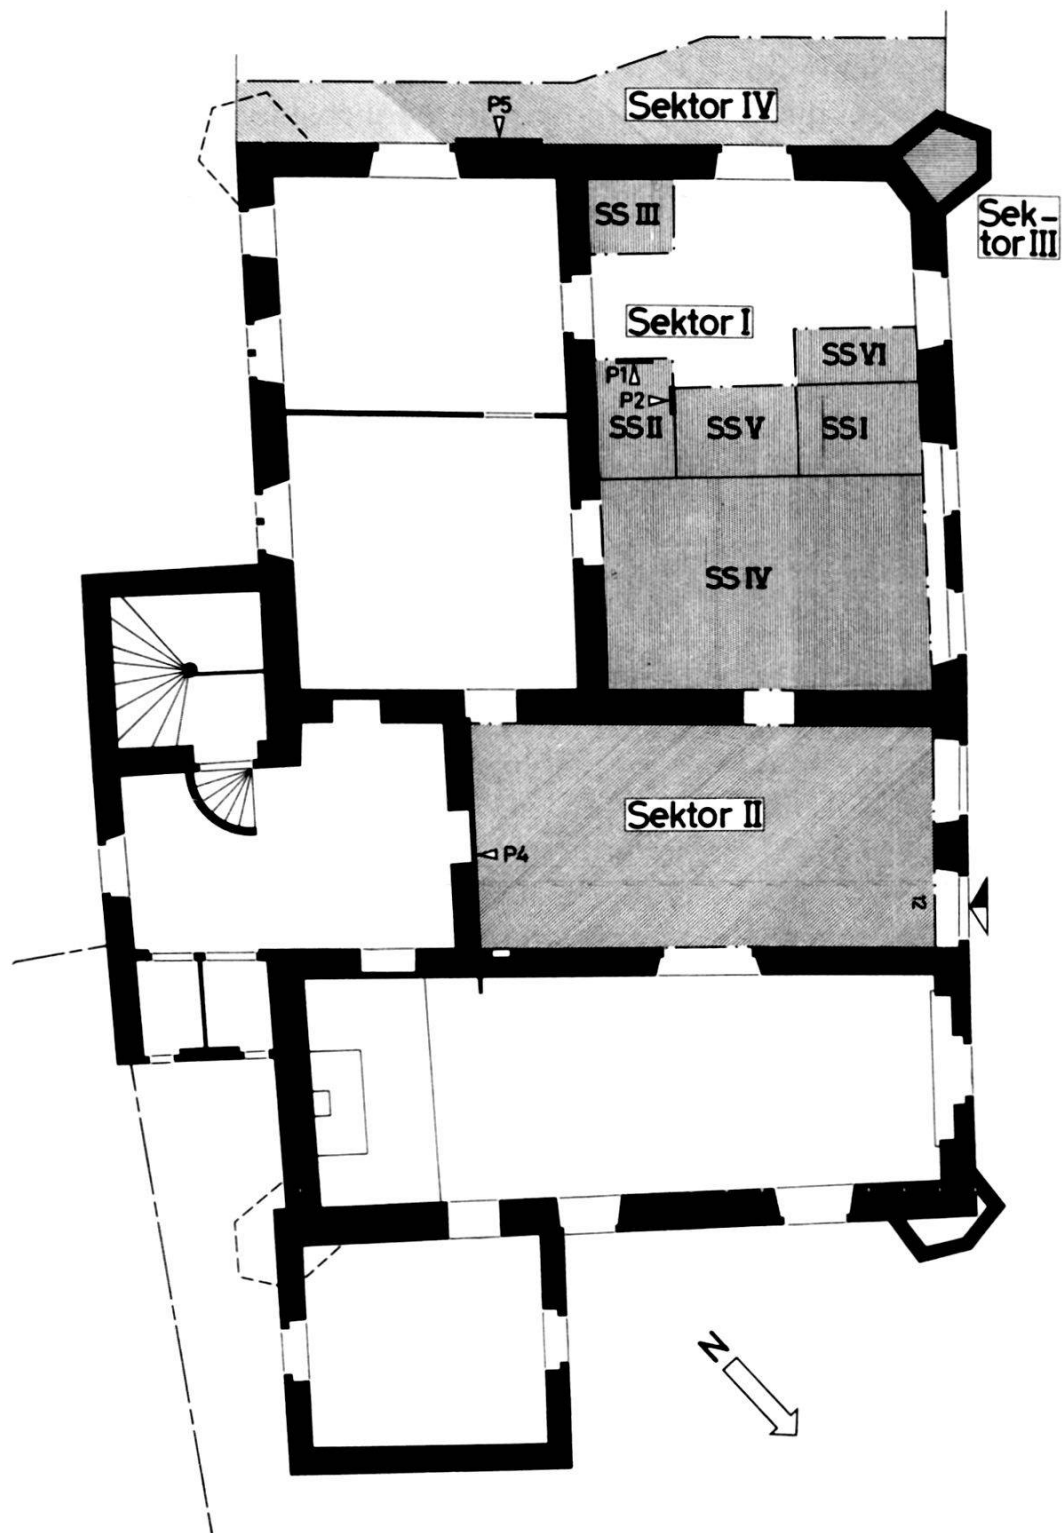 P5
Sektor IV
SS III
Sek-
tor III
Sektor I
SS VI
P1
P2
SS II
SS V
SS I
SS IV
Sektor II
P4
N